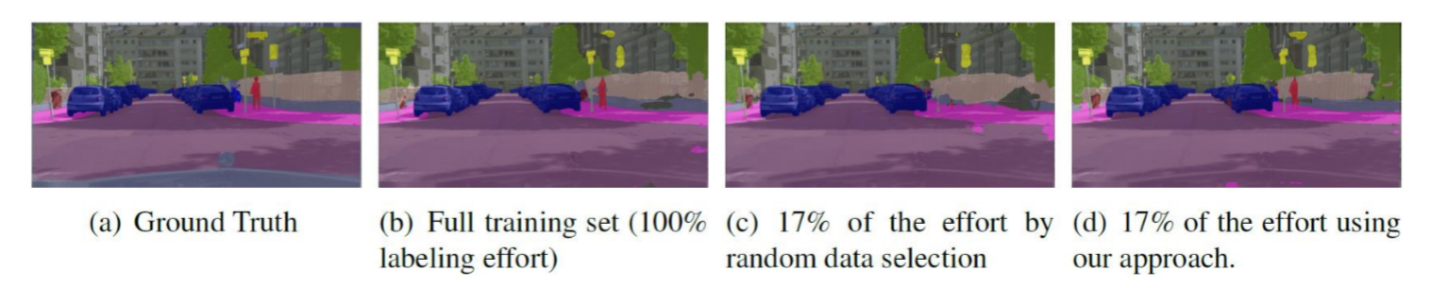 (a) Ground Truth
(b) Full training set (100%
labeling effort)
(c) 17% of the effort by
random data selection
(d) 17% of the effort using
our approach.